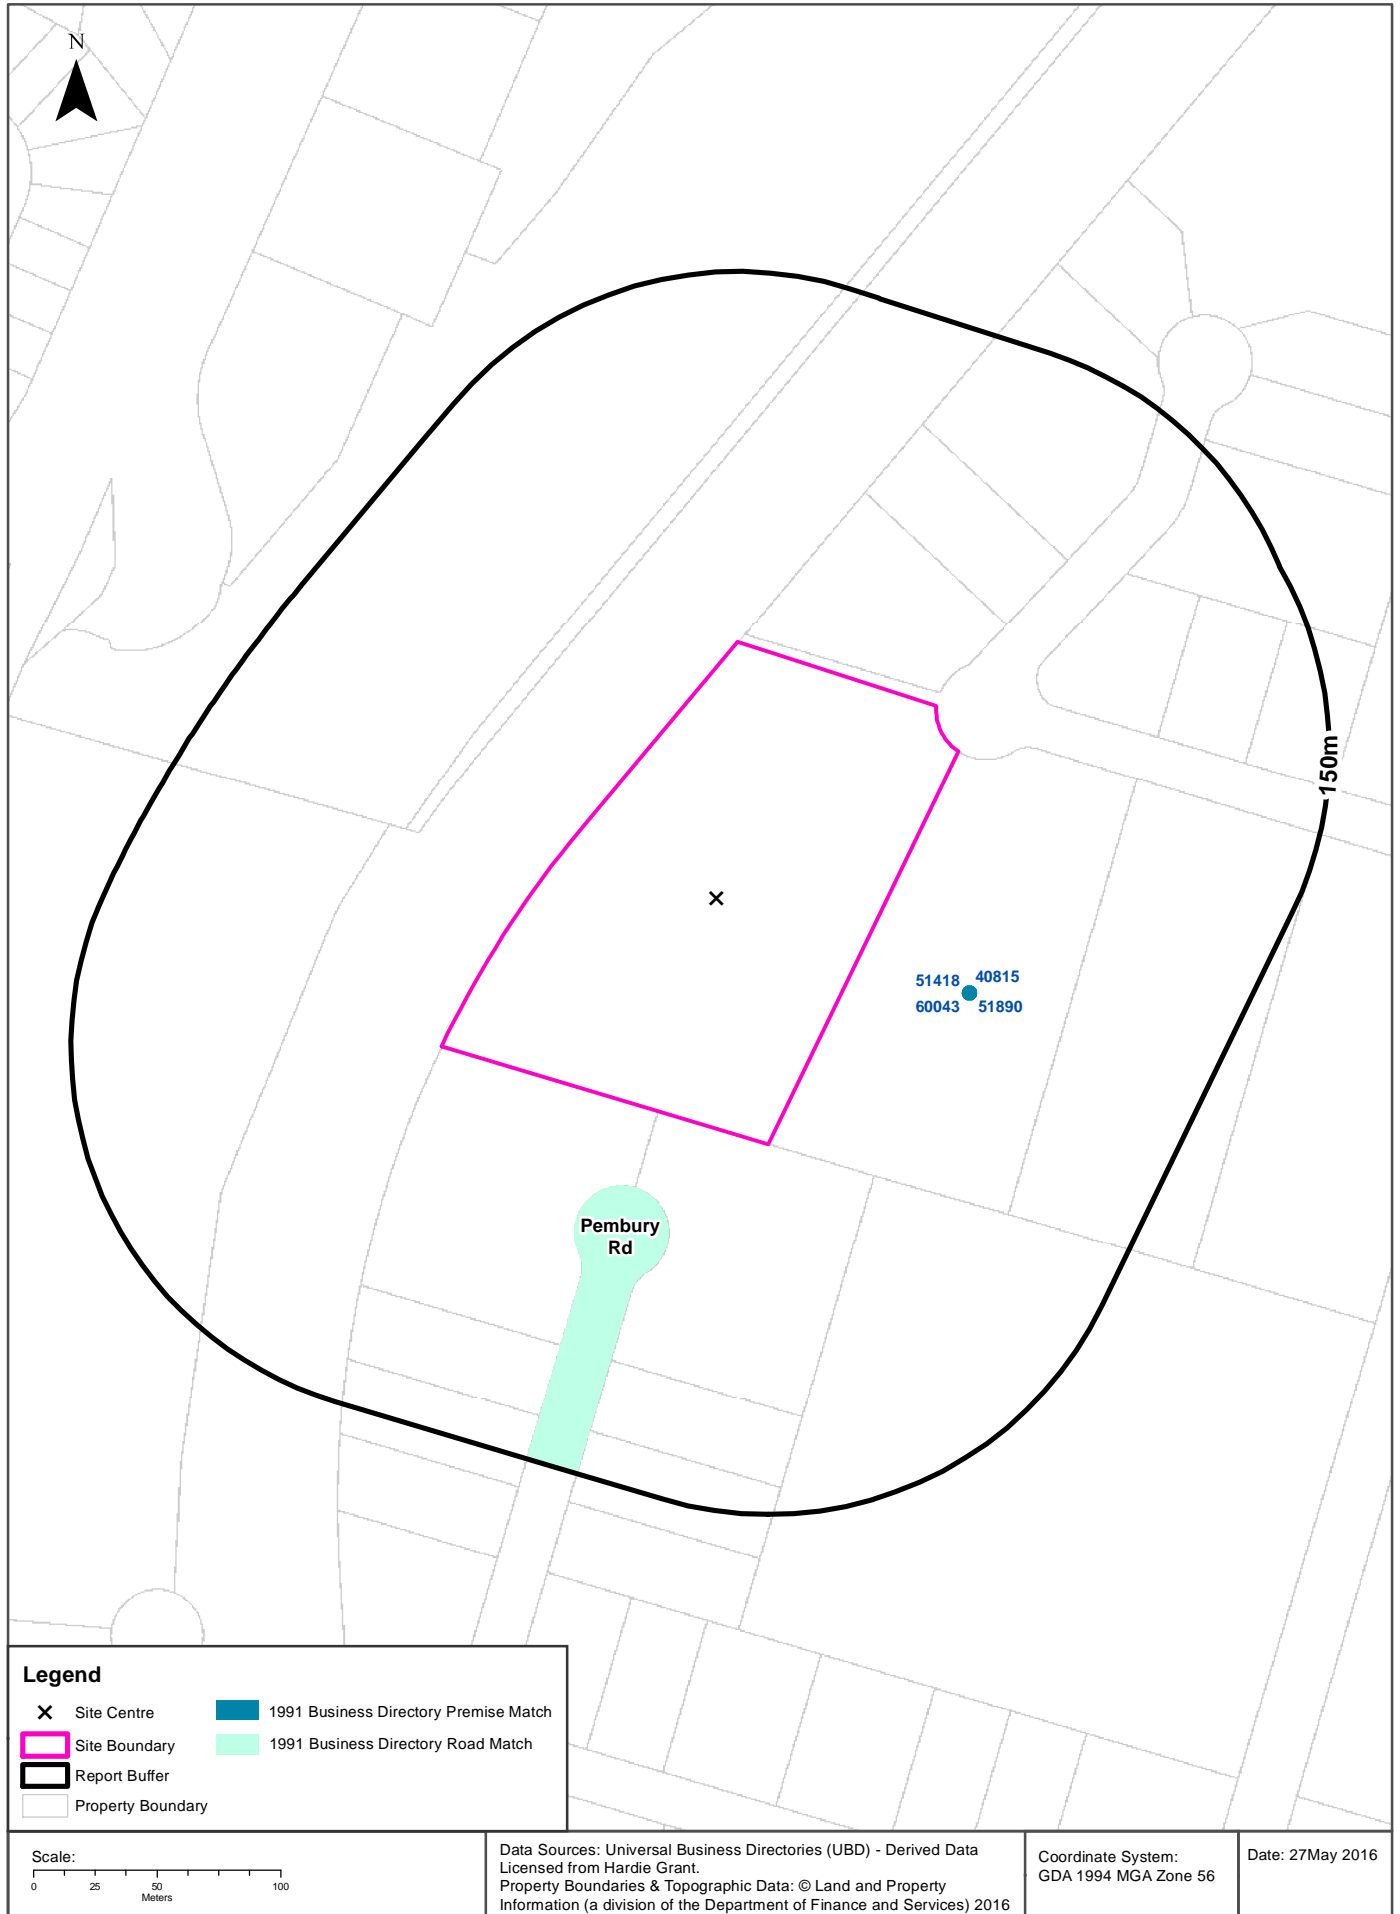 N
150m
51418 40815
60043 51890
Pembury
Rd
Legend
Site Centre
1991 Business Directory Premise Match
Site Boundary
1991 Business Directory Road Match
Report Buffer
Property Boundary
Scale:
0 25 50 100
Meters
Data Sources: Universal Business Directories (UBD) - Derived Data
Licensed from Hardie Grant.
Property Boundaries & Topographic Data: © Land and Property
Information (a division of the Department of Finance and Services) 2016
Coordinate System:
GDA 1994 MGA Zone 56
Date: 27May 2016